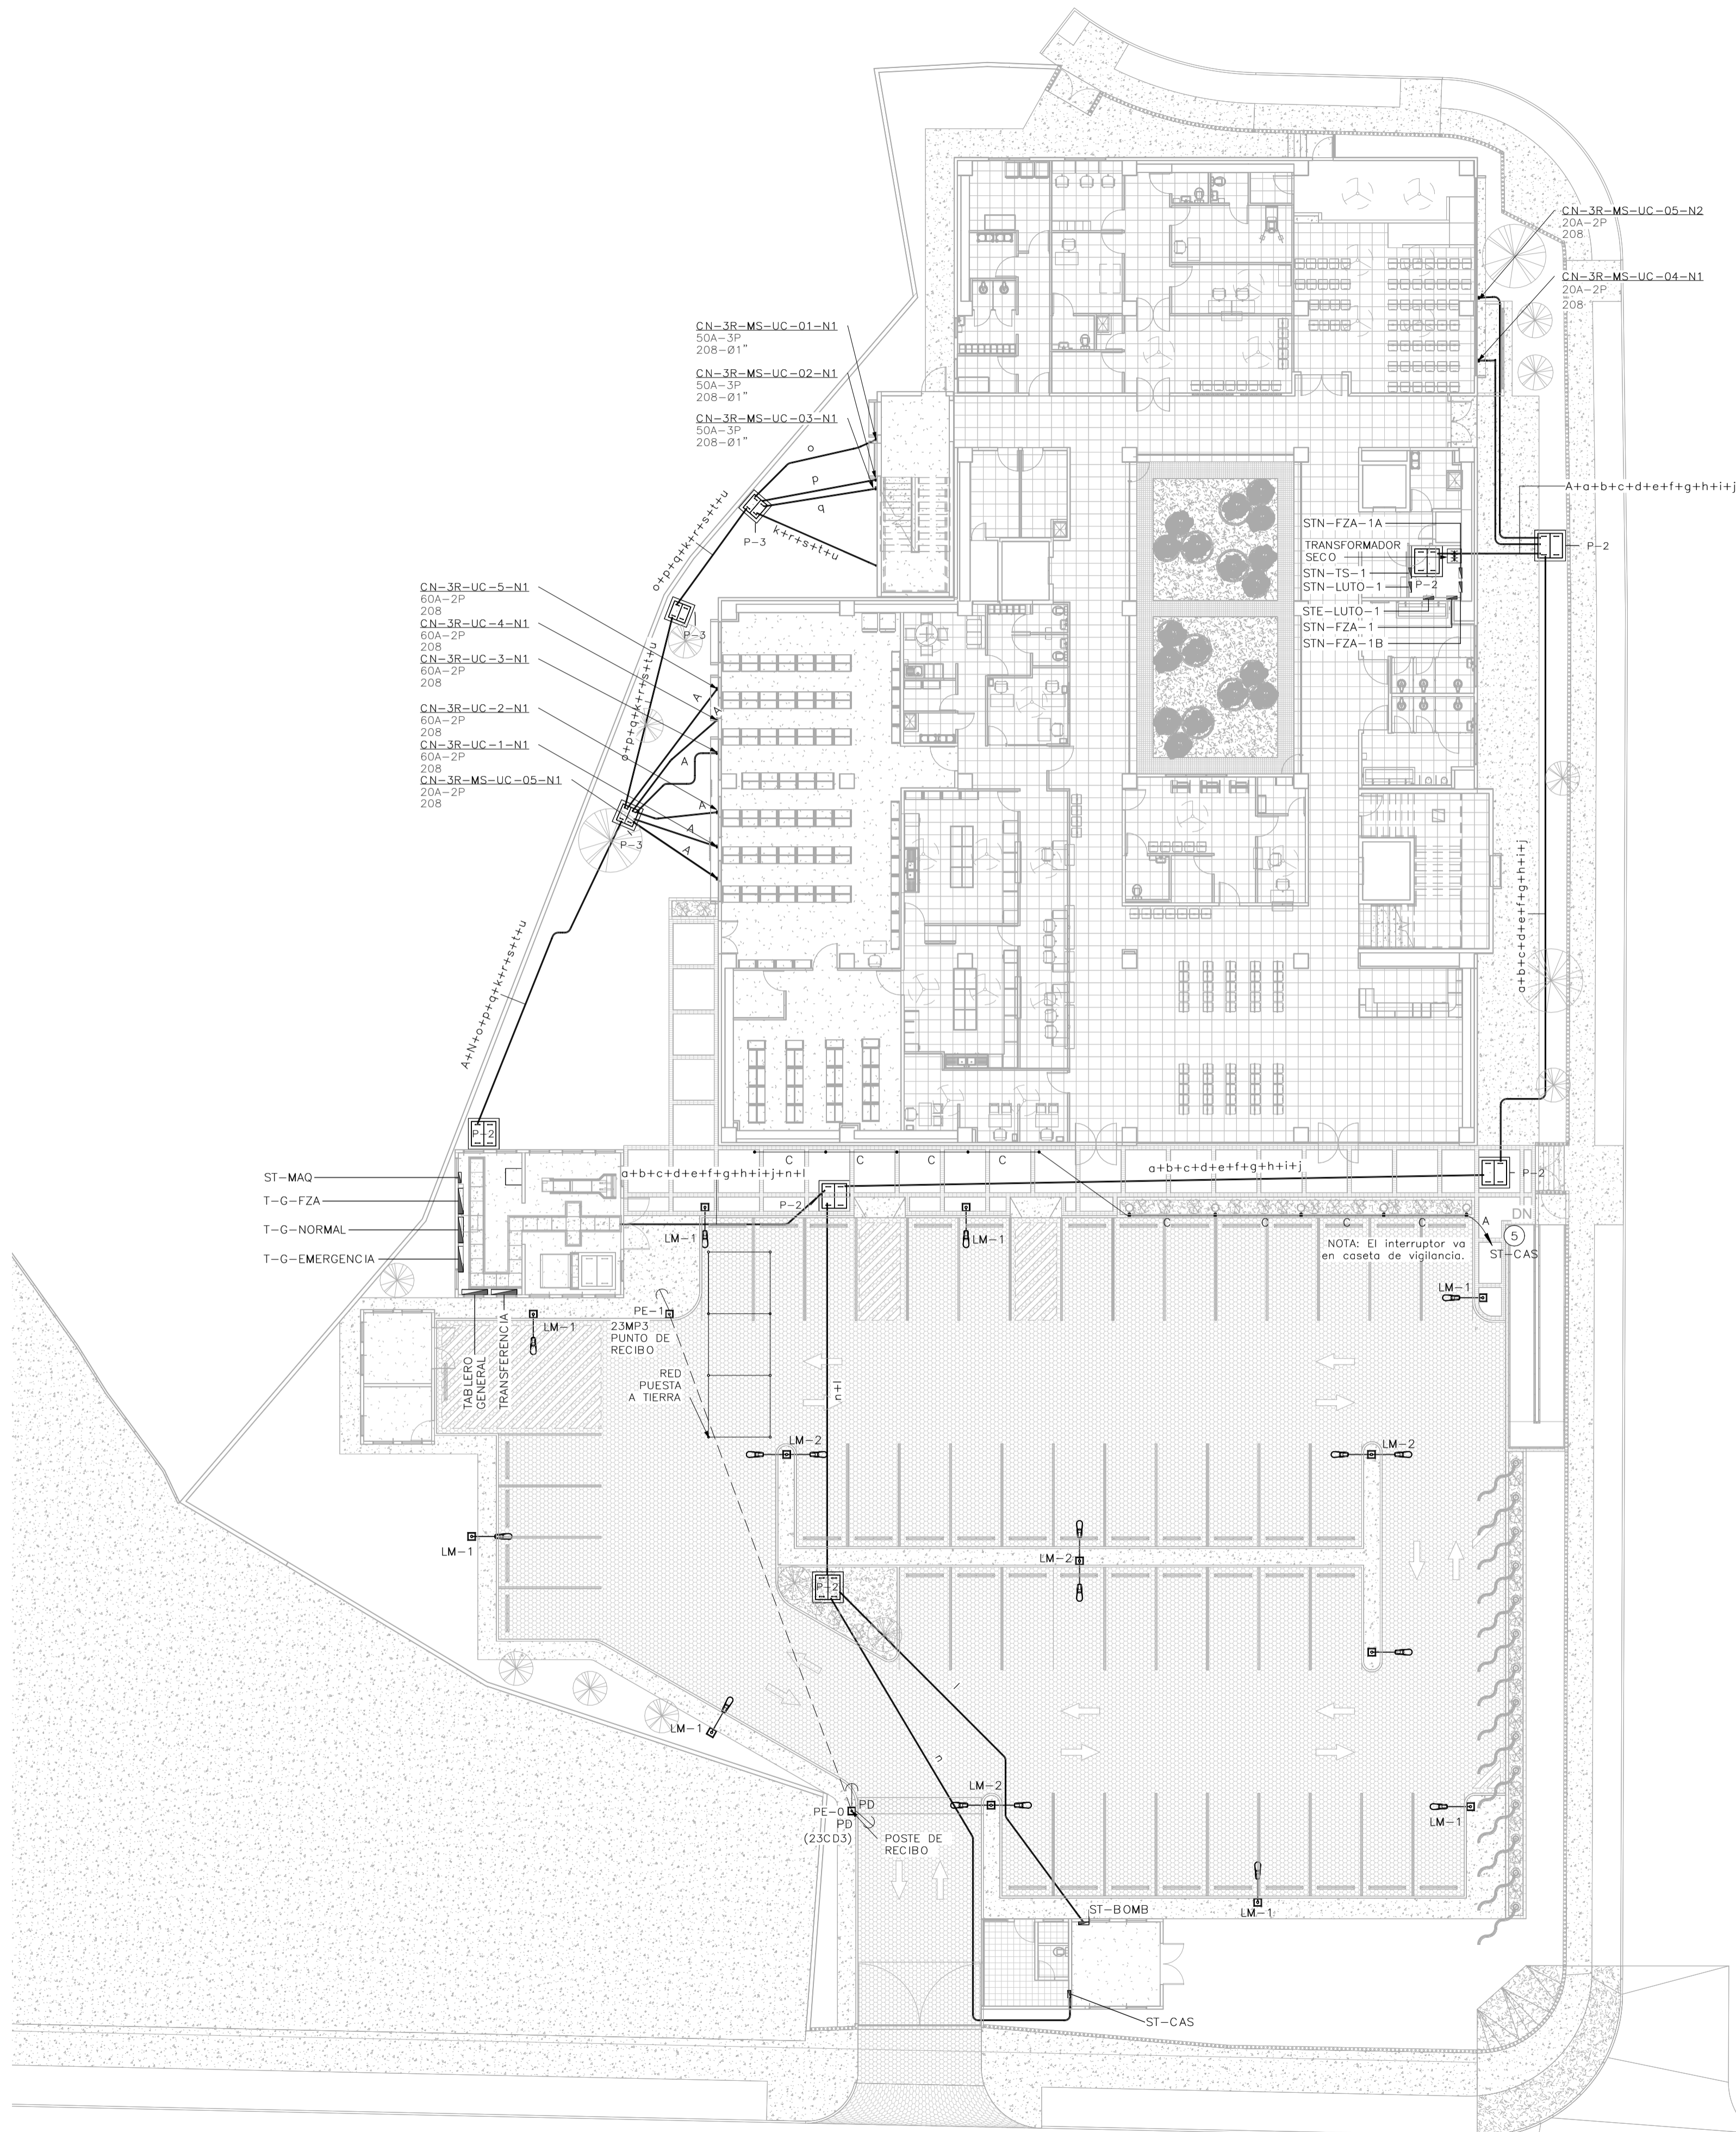 CN-3R-MS-UC-05-N2
20A-2P
208
CN-3R-MS-UC-04-N1
20A-2P
208
CN-3R-MS-UC-01-N1
50A-3P
208-Ø1"
CN-3R-MS-UC-02-N1
50A-3P
208-Ø1"
CN-3R-MS-UC-03-N1
50A-3P
208-Ø1"
o
p
q
k+r+s+t+u
P-3
o+p+q+k+r+s+t+u
P-3
o+p+q+k+r+s+t+u
A+a+b+c+d+e+f+g+h+i+j
P-2
STN-FZA-1A
TRANSFORMADOR
SECO
STN-TS-1
STN-LUTO-1
P-2
STE-LUTO-1
STN-FZA-1
STN-FZA-1B
CN-3R-UC-5-N1
60A-2P
208
CN-3R-UC-4-N1
60A-2P
208
CN-3R-UC-3-N1
60A-2P
208
CN-3R-UC-2-N1
60A-2P
208
CN-3R-UC-1-N1
60A-2P
208
CN-3R-MS-UC-05-N1
20A-2P
208
A
A
A
A
A
A
P-3
a+b+c+d+e+f+g+h+i+j
A+N+o+p+q+k+r+s+t+u
P-2
ST-MAQ
T-G-FZA
T-G-NORMAL
T-G-EMERGENCIA
TABLERO
GENERAL
TRANSFERENCIA
a+b+c+d+e+f+g+h+i+j+n+l
C
C
C
C
P-2
a+b+c+d+e+f+g+h+i+j
P-2
C
C
C
C
A
DN
5
ST-CAS
NOTA: El interruptor va
en caseta de vigilancia.
LM-1
LM-1
LM-1
LM-1
PE-1
23MP3
PUNTO DE
RECIBO
RED
PUESTA
A TIERRA
l+n
LM-2
LM-2
LM-1
LM-2
P-2
l
n
LM-1
LM-2
PE-0
PD
PD
(23CD3)
POSTE DE
RECIBO
LM-1
LM-1
ST-BOMB
ST-CAS